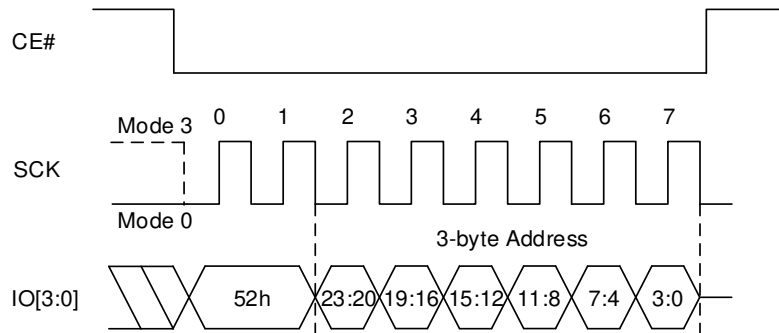 CE#
Mode 3 0 1 2 3 4 5 6 7
SCK
Mode 0
3-byte Address
IO[3:0] 52h 23:20 19:16 15:12 11:8 7:4 3:0